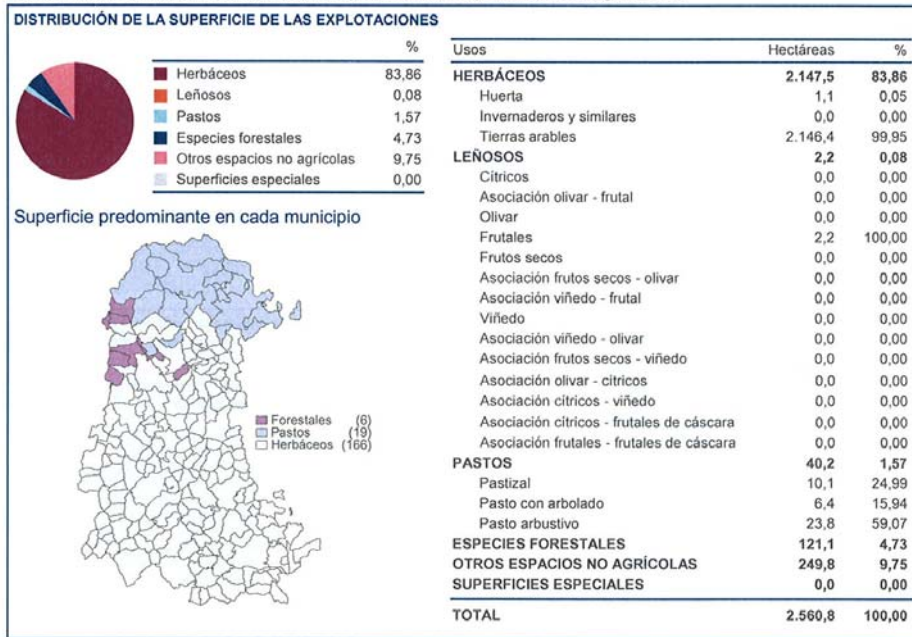 DISTRIBUCIÓN DE LA SUPERFICIE DE LAS EXPLOTACIONES
%
Herbáceos 83,86
Leñosos 0,08
Pastos 1,57
Especies forestales 4,73
Otros espacios no agrícolas 9,75
Superficies especiales 0,00
Superficie predominante en cada municipio
Forestales (6)
Pastos (19)
Herbáceos (166)
Usos Hectáreas %
HERBÁCEOS 2.147,5 83,86
Huerta 1,1 0,05
Invernaderos y similares 0,0 0,00
Tierras arables 2.146,4 99,95
LEÑOSOS 2,2 0,08
Cítricos 0,0 0,00
Asociación olivar - frutal 0,0 0,00
Olivar 0,0 0,00
Frutales 2,2 100,00
Frutos secos 0,0 0,00
Asociación frutos secos - olivar 0,0 0,00
Asociación viñedo - frutal 0,0 0,00
Viñedo 0,0 0,00
Asociación viñedo - olivar 0,0 0,00
Asociación frutos secos - viñedo 0,0 0,00
Asociación olivar - cítricos 0,0 0,00
Asociación cítricos - viñedo 0,0 0,00
Asociación cítricos - frutales de cáscara 0,0 0,00
Asociación frutales - frutales de cáscara 0,0 0,00
PASTOS 40,2 1,57
Pastizal 10,1 24,99
Pasto con arbolado 6,4 15,94
Pasto arbustivo 23,8 59,07
ESPECIES FORESTALES 121,1 4,73
OTROS ESPACIOS NO AGRÍCOLAS 249,8 9,75
SUPERFICIES ESPECIALES 0,0 0,00
TOTAL 2.560,8 100,00